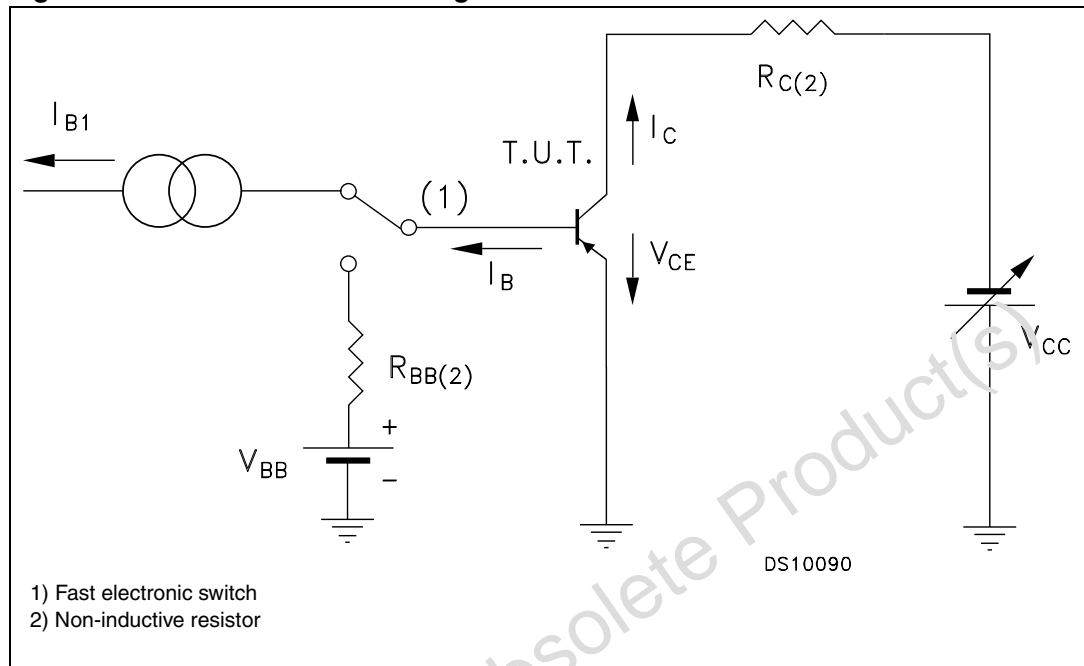 I_B1
R_C(2)
I_C
T.U.T.
(1)
V_CE
I_B
V_CC
R_BB(2)
+
V_BB
−
DS10090
1) Fast electronic switch
2) Non-inductive resistor
Obsolete Product(s)